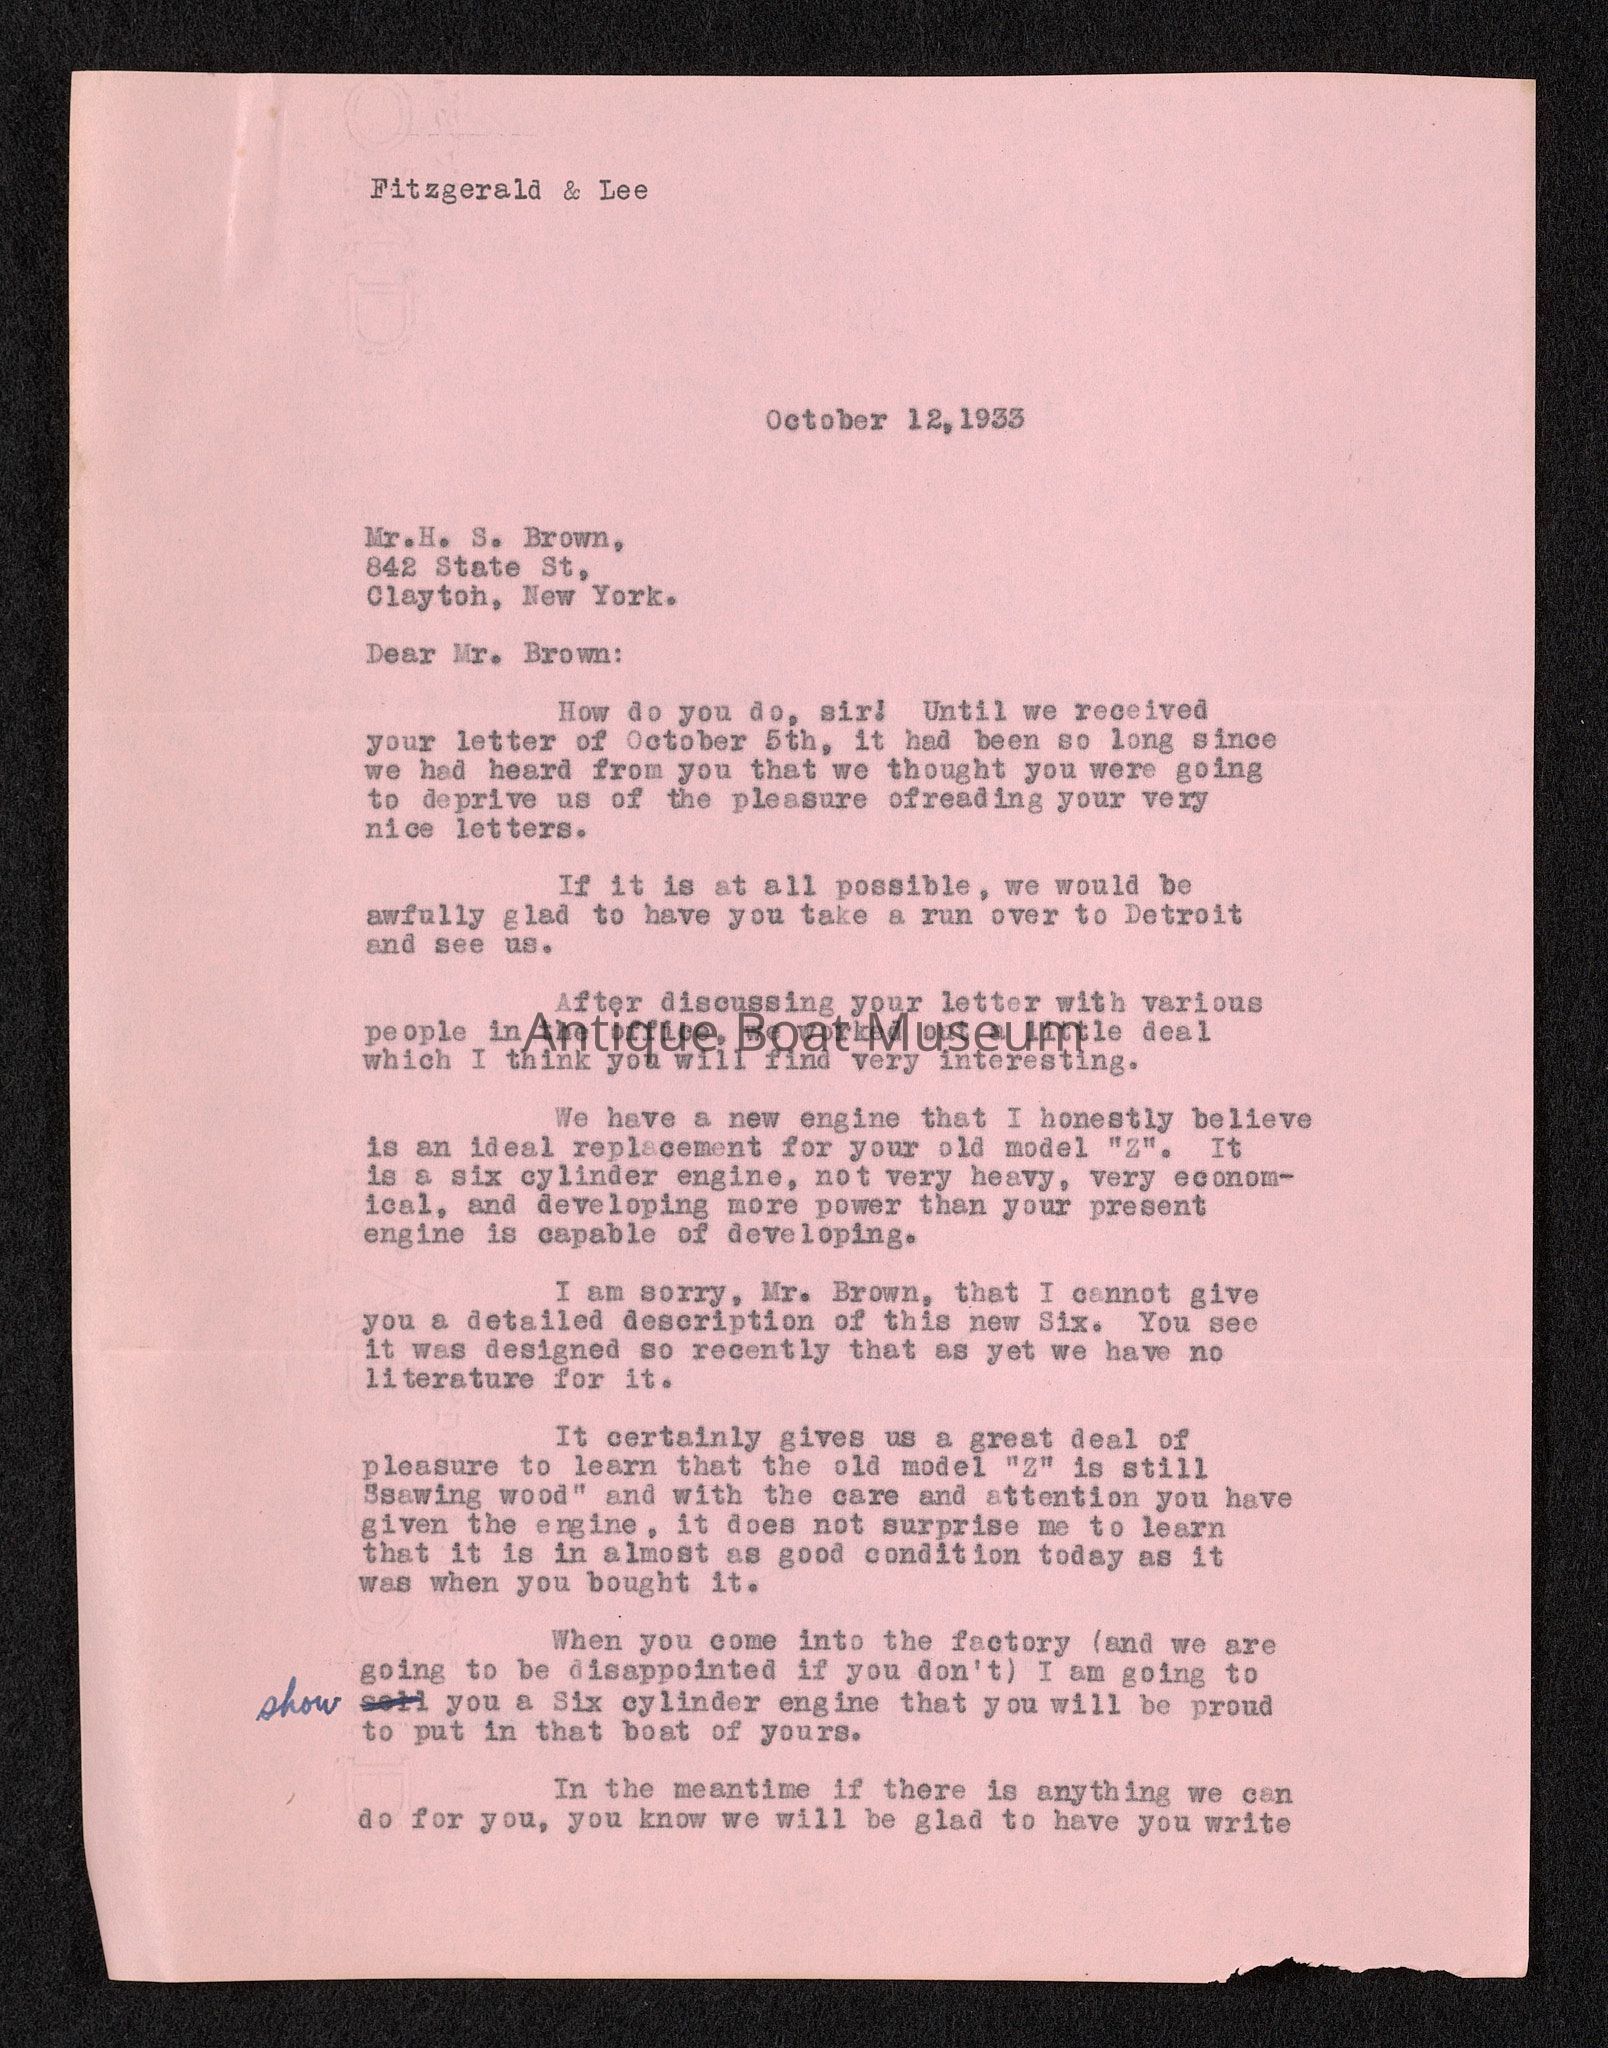 Fitzgerald & Lee
October 12,1933
Mr.H. S. Brown,
842 State St,
Clayton, New York.
Dear Mr. Brown:
How do you do, sir! Until we received
your letter of October 5th, it had been so long since
we had heard from you that we thought you were going
to deprive us of the pleasure ofreading your very
nice letters.
If it is at all possible, we would be
awfully glad to have you take a run over to Detroit
and see us.
After discussing your letter with various
people in the office, we worked out a little deal
Antique Boat Museum
which I think you will find very interesting.
We have a new engine that I honestly believe
is an ideal replacement for your old model "Z". It
is a six cylinder engine, not very heavy, very econom-
ical, and developing more power than your present
engine is capable of developing.
I am sorry, Mr. Brown, that I cannot give
you a detailed description of this new Six. You see
it was designed so recently that as yet we have no
literature for it.
It certainly gives us a great deal of
pleasure to learn that the old model "Z" is still
"sawing wood" and with the care and attention you have
given the engine, it does not surprise me to learn
that it is in almost as good condition today as it
was when you bought it.
When you come into the factory (and we are
going to be disappointed if you don't) I am going to
show sell you a Six cylinder engine that you will be proud
to put in that boat of yours.
In the meantime if there is anything we can
do for you, you know we will be glad to have you write